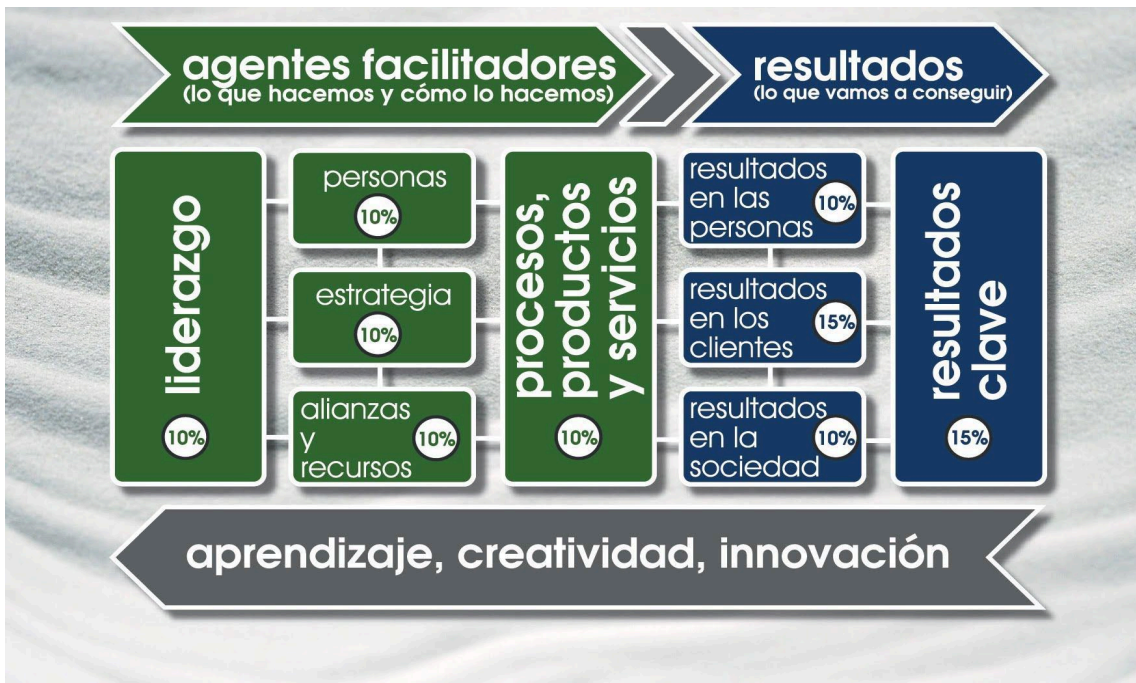 agentes facilitadores
(lo que hacemos y cómo lo hacemos)
resultados
(lo que vamos a conseguir)
liderazgo
10%
personas
10%
estrategia
10%
alianzas
y
recursos
10%
procesos,
productos
y servicios
10%
resultados
en las
personas
10%
resultados
en los
clientes
15%
resultados
en la
sociedad
10%
resultados
clave
15%
aprendizaje, creatividad, innovación